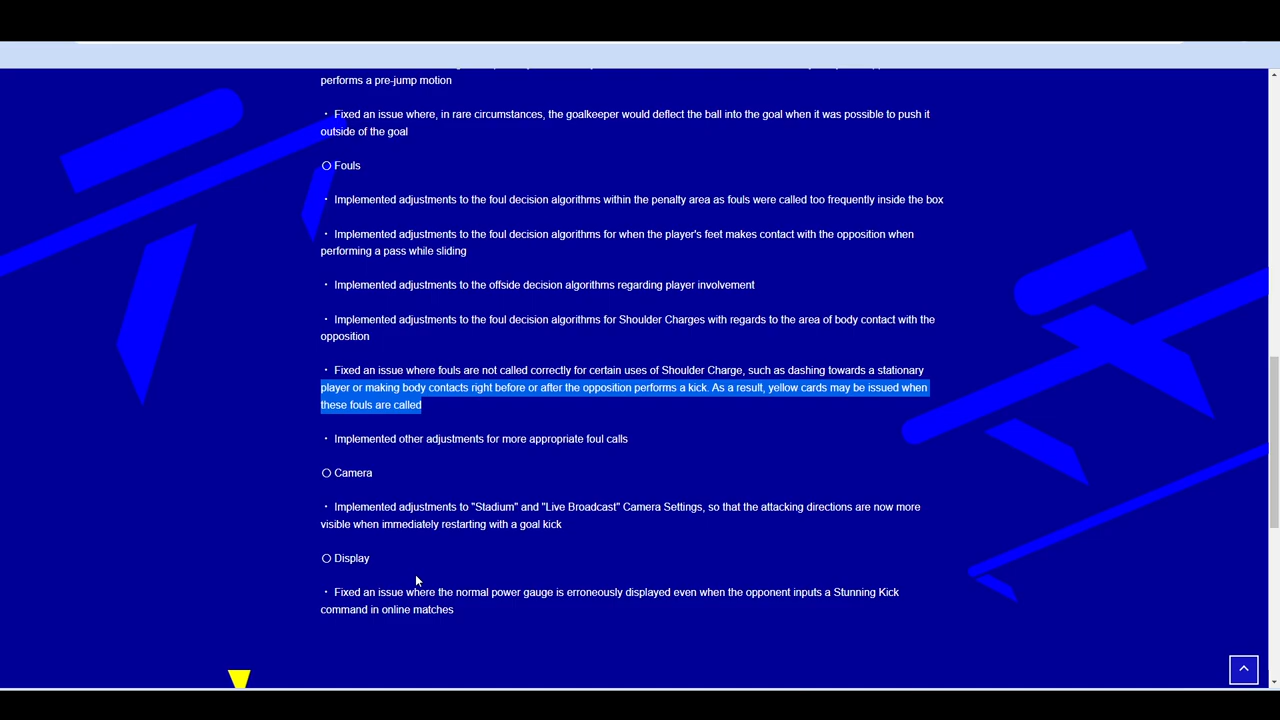 performs a pre-jump motion
・ Fixed an issue where, in rare circumstances, the goalkeeper would deflect the ball into the goal when it was possible to push it
outside of the goal
○ Fouls
・ Implemented adjustments to the foul decision algorithms within the penalty area as fouls were called too frequently inside the box
・ Implemented adjustments to the foul decision algorithms for when the player's feet makes contact with the opposition when
performing a pass while sliding
・ Implemented adjustments to the offside decision algorithms regarding player involvement
・ Implemented adjustments to the foul decision algorithms for Shoulder Charges with regards to the area of body contact with the
opposition
・ Fixed an issue where fouls are not called correctly for certain uses of Shoulder Charge, such as dashing towards a stationary
player or making body contacts right before or after the opposition performs a kick. As a result, yellow cards may be issued when
these fouls are called
・ Implemented other adjustments for more appropriate foul calls
○ Camera
・ Implemented adjustments to "Stadium" and "Live Broadcast" Camera Settings, so that the attacking directions are now more
visible when immediately restarting with a goal kick
○ Display
・ Fixed an issue where the normal power gauge is erroneously displayed even when the opponent inputs a Stunning Kick
command in online matches